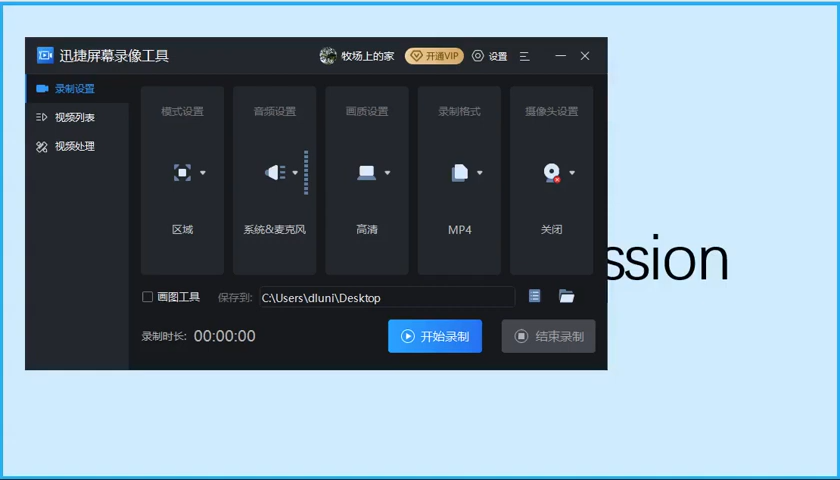 迅捷屏幕录像工具
牧场上的家
开通VIP
设置
录制设置
视频列表
视频处理
模式设置
音频设置
画质设置
录制格式
摄像头设置
区域
系统&麦克风
高清
MP4
关闭
ssion
画图工具
保存到:
C:\Users\dluni\Desktop
录制时长:
00:00:00
开始录制
结束录制